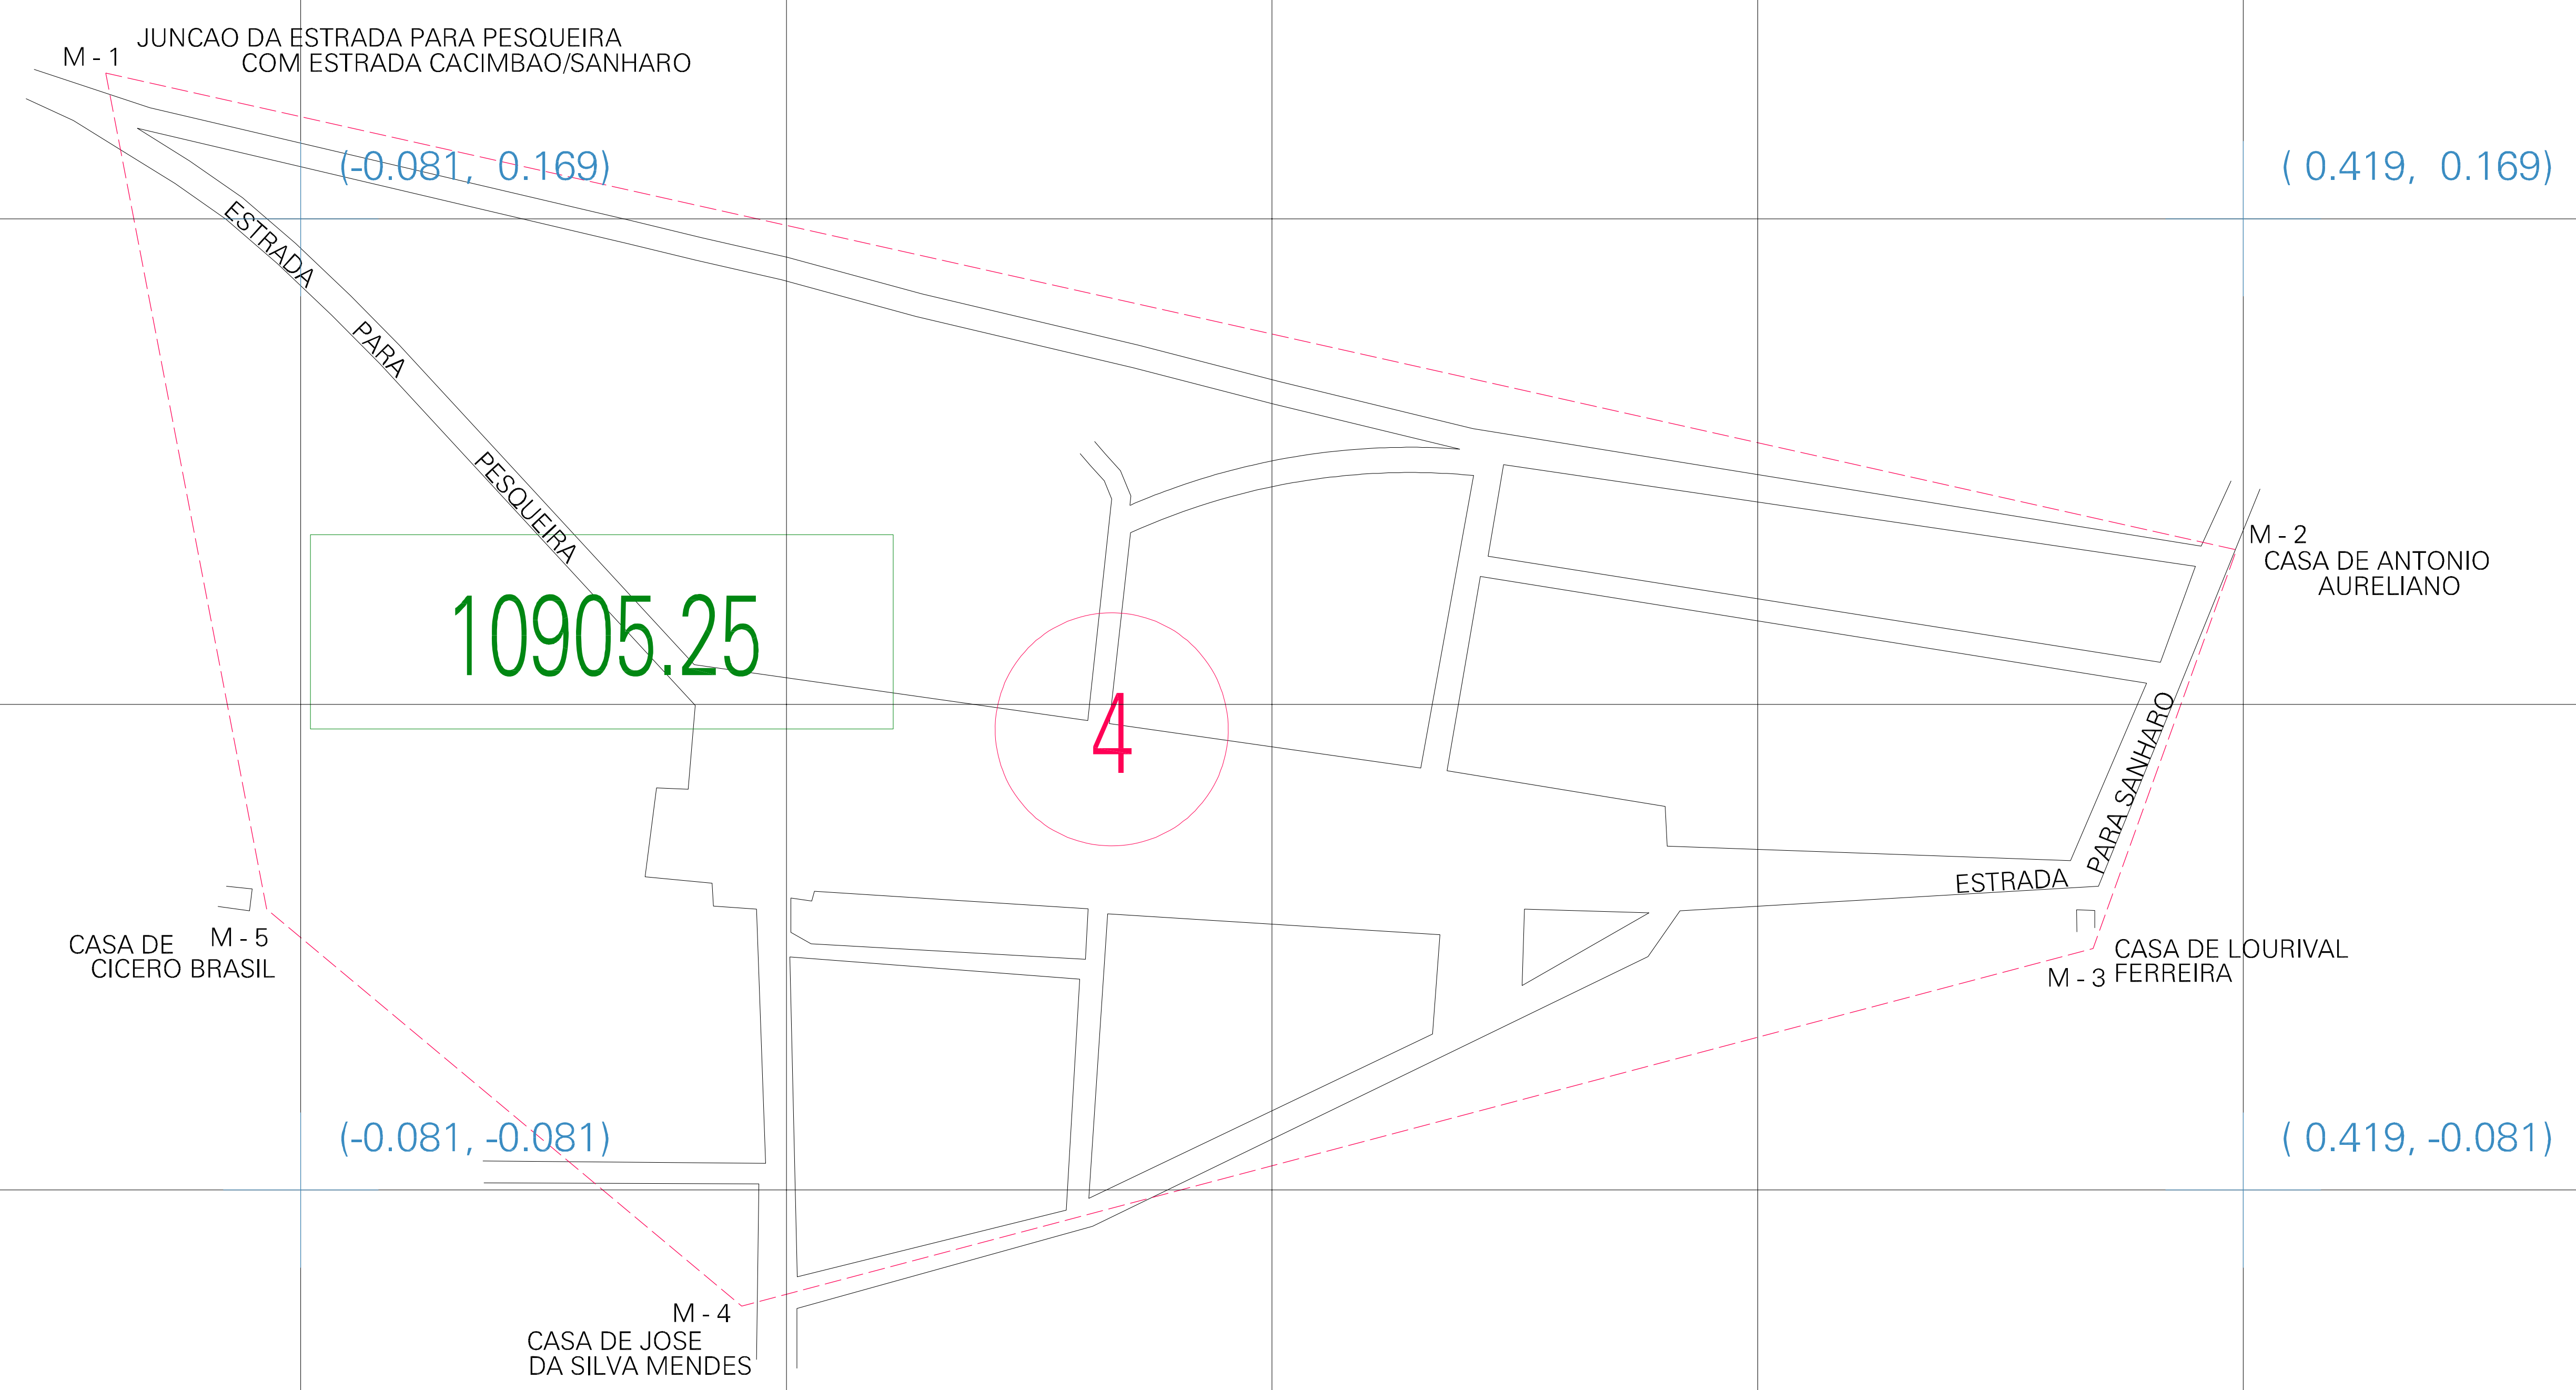 JUNCAO DA ESTRADA PARA PESQUEIRA
M - 1
COM ESTRADA CACIMBAO/SANHARO
(-0.081, 0.169)
( 0.419, 0.169)
ESTRADA
PARA
PESQUEIRA
M - 2
CASA DE ANTONIO
AURELIANO
10905.25
4
PARA SANHARO
ESTRADA
M - 5
CASA DE
CICERO BRASIL
CASA DE LOURIVAL
FERREIRA
M - 3
(-0.081, -0.081)
( 0.419, -0.081)
M - 4
CASA DE JOSE
DA SILVA MENDES